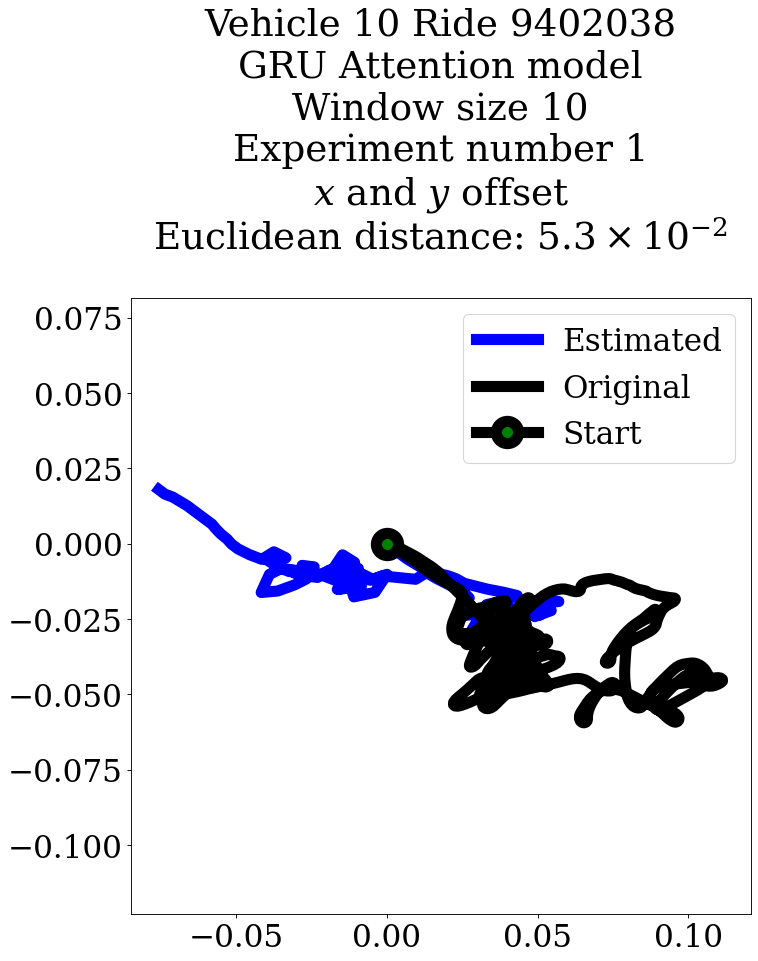 Vehicle 10 Ride 9402038
GRU Attention model
Window size 10
Experiment number 1
x and y offset
Euclidean distance: 5.3 × 10⁻²
Estimated
Original
Start
0.075
0.050
0.025
0.000
−0.025
−0.050
−0.075
−0.100
−0.05 0.00 0.05 0.10